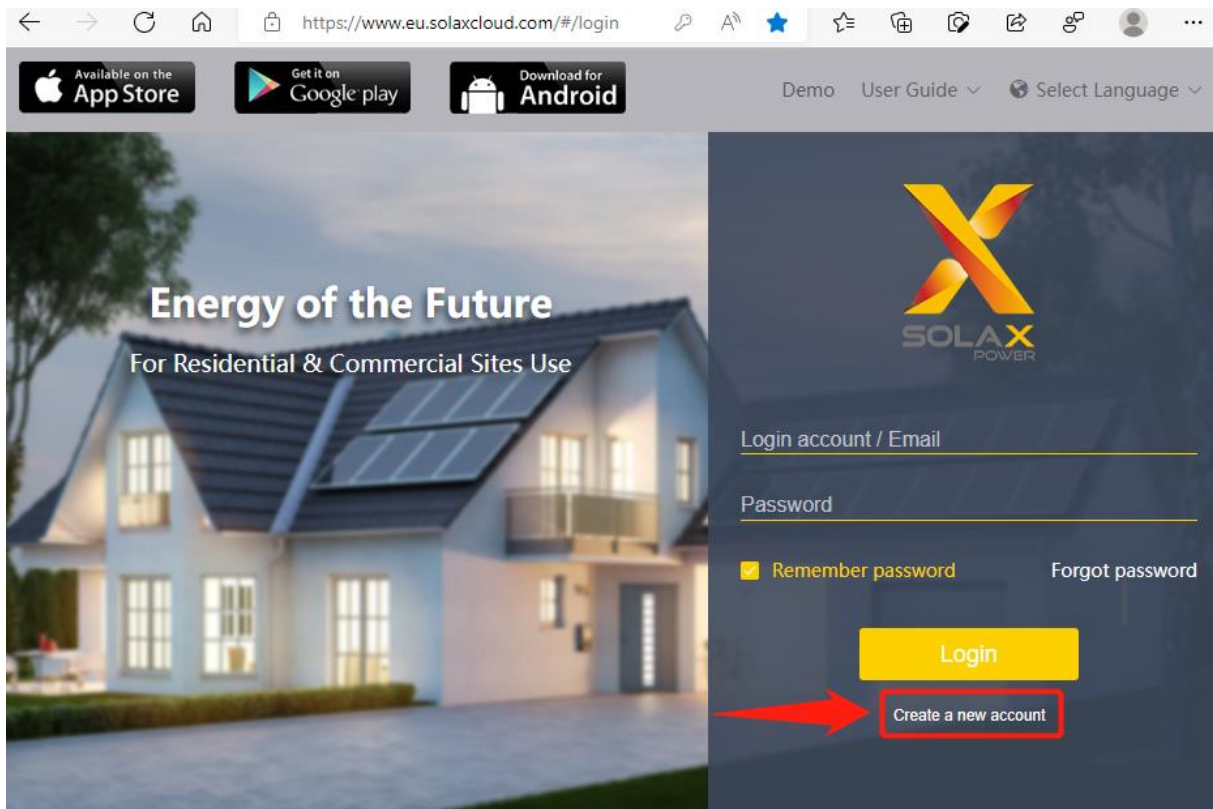 https://www.eu.solaxcloud.com/#/login
Available on the
App Store
Get it on
Google play
Download for
Android
Demo
User Guide
Select Language
Energy of the Future
For Residential & Commercial Sites Use
SOLAX
POWER
Login account / Email
Password
Remember password
Forgot password
Login
Create a new account